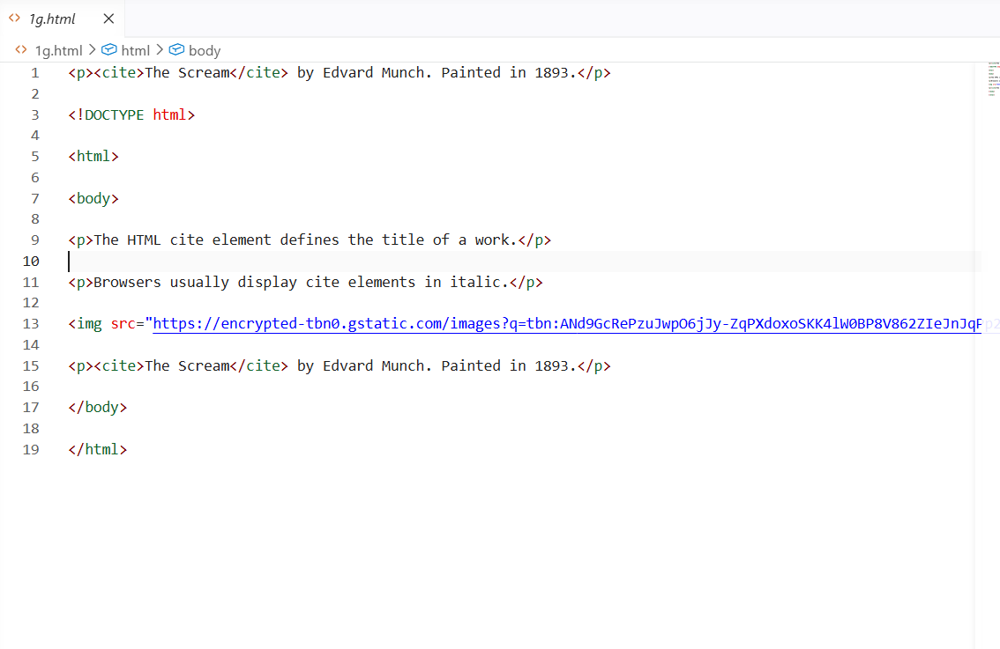 1g.html
1g.html > html > body
1 <p><cite>The Scream</cite> by Edvard Munch. Painted in 1893.</p>
2
3 <!DOCTYPE html>
4
5 <html>
6
7 <body>
8
9 <p>The HTML cite element defines the title of a work.</p>
10
11 <p>Browsers usually display cite elements in italic.</p>
12
13 <img src="https://encrypted-tbn0.gstatic.com/images?q=tbn:ANd9GcRePzuJwpO6jJy-ZqPXdoxoSKK4lW0BP8V862ZIeJnJqFp2
14
15 <p><cite>The Scream</cite> by Edvard Munch. Painted in 1893.</p>
16
17 </body>
18
19 </html>